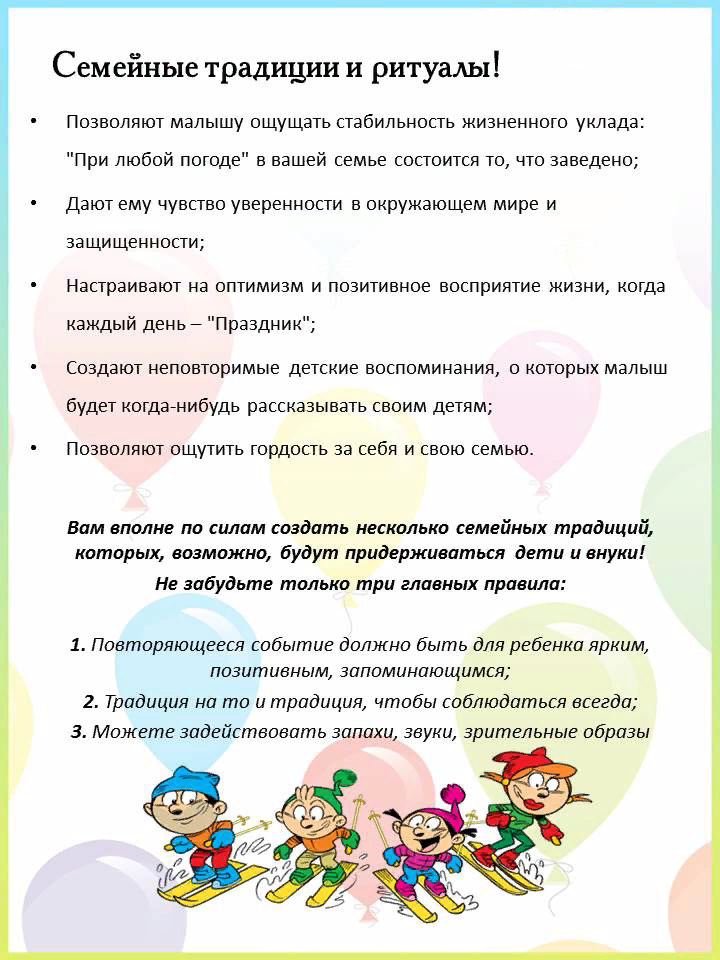 Семейные традиции и ритуалы!
• Позволяют малышу ощущать стабильность жизненного уклада:
"При любой погоде" в вашей семье состоится то, что заведено;
• Дают ему чувство уверенности в окружающем мире и
защищенности;
• Настраивают на оптимизм и позитивное восприятие жизни, когда
каждый день – "Праздник";
• Создают неповторимые детские воспоминания, о которых малыш
будет когда-нибудь рассказывать своим детям;
• Позволяют ощутить гордость за себя и свою семью.
Вам вполне по силам создать несколько семейных традиций,
которых, возможно, будут придерживаться дети и внуки!
Не забудьте только три главных правила:
1. Повторяющееся событие должно быть для ребенка ярким,
позитивным, запоминающимся;
2. Традиция на то и традиция, чтобы соблюдаться всегда;
3. Можете задействовать запахи, звуки, зрительные образы